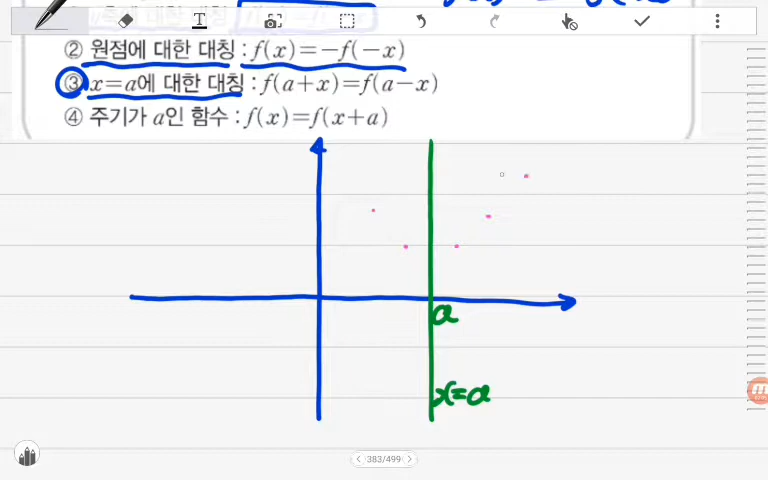 ② 원점에 대한 대칭 : f(x)=−f(−x)
③ x=a에 대한 대칭 : f(a+x)=f(a−x)
④ 주기가 a인 함수 : f(x)=f(x+a)
a
x=a
383/499